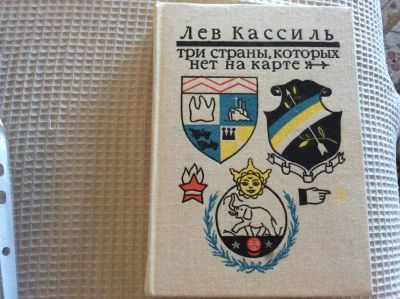 Лев Кассиль
три страны, которых
нет на карте